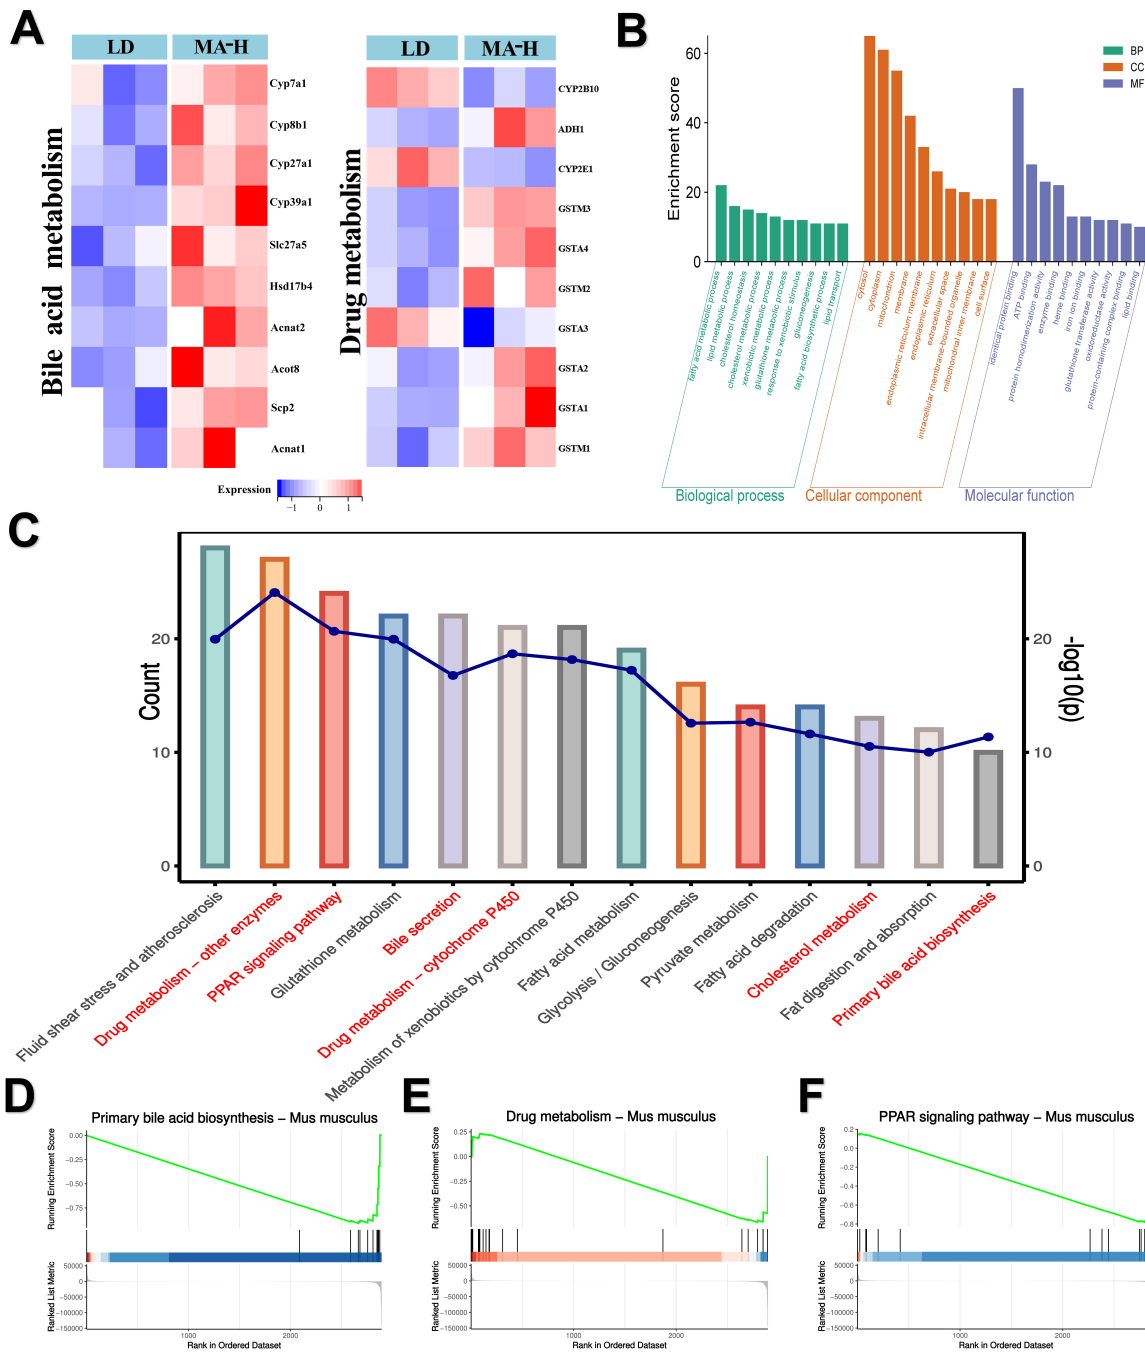 A
LD
MA-H
Bile acid metabolism
Cyp7a1
Cyp8b1
Cyp27a1
Cyp39a1
Slc27a5
Hsd17b4
Acnat2
Acot8
Scp2
Acnat1
LD
MA-H
Drug metabolism
CYP2B10
ADH1
CYP2E1
GSTM3
GSTA4
GSTM2
GSTA3
GSTA2
GSTA1
GSTM1
Expression
−1 0 1
B
Enrichment score
60
40
20
0
BP
CC
MF
fatty acid metabolic process
lipid metabolic process
cholesterol homeostasis
cholesterol metabolic process
xenobiotic metabolic process
glutathione metabolic process
response to xenobiotic stimulus
gluconeogenesis
fatty acid biosynthetic process
lipid transport
cytosol
cytoplasm
mitochondrion
membrane
endoplasmic reticulum membrane
endoplasmic reticulum
extracellular space
intracellular membrane-bounded organelle
mitochondrial inner membrane
cell surface
identical protein binding
ATP binding
protein homodimerization activity
enzyme binding
heme binding
iron ion binding
glutathione transferase activity
oxidoreductase activity
protein-containing complex binding
lipid binding
Biological process
Cellular component
Molecular function
C
Count
20
10
0
-log10(p)
20
10
0
Fluid shear stress and atherosclerosis
Drug metabolism − other enzymes
PPAR signaling pathway
Glutathione metabolism
Bile secretion
Drug metabolism − cytochrome P450
Metabolism of xenobiotics by cytochrome P450
Fatty acid metabolism
Glycolysis / Gluconeogenesis
Pyruvate metabolism
Fatty acid degradation
Cholesterol metabolism
Fat digestion and absorption
Primary bile acid biosynthesis
D
Primary bile acid biosynthesis − Mus musculus
Running Enrichment Score
0.00
−0.25
−0.50
−0.75
Ranked List Metric
50000
0
−50000
−100000
−150000
1000 2000
Rank in Ordered Dataset
E
Drug metabolism − Mus musculus
Running Enrichment Score
0.25
0.00
−0.25
−0.50
Ranked List Metric
50000
0
−50000
−100000
−150000
1000 2000
Rank in Ordered Dataset
F
PPAR signaling pathway − Mus musculus
Running Enrichment Score
0.2
0.0
−0.2
−0.4
−0.6
−0.8
Ranked List Metric
50000
0
−50000
−100000
−150000
1000 2000
Rank in Ordered Dataset